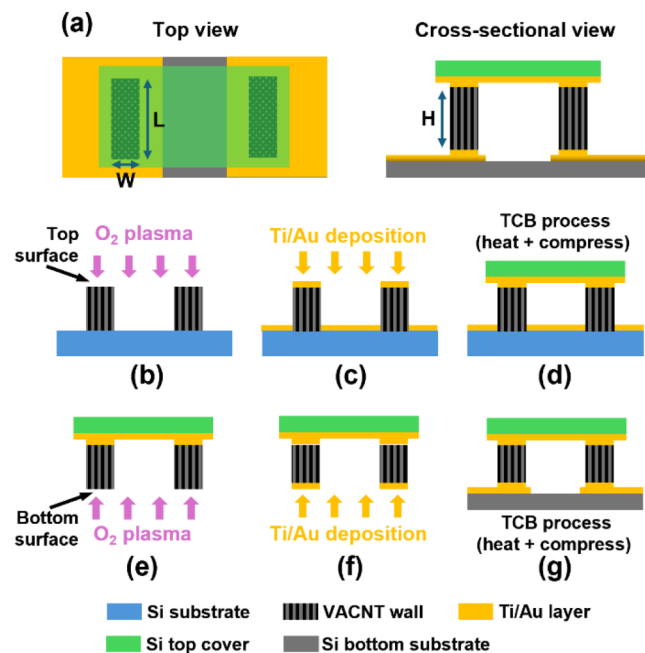 (a)
Top view
Cross-sectional view
L
W
H
Top
surface
O₂ plasma
Ti/Au deposition
TCB process
(heat + compress)
(b)
(c)
(d)
Bottom
surface
O₂ plasma
Ti/Au deposition
TCB process
(heat + compress)
(e)
(f)
(g)
Si substrate
VACNT wall
Ti/Au layer
Si top cover
Si bottom substrate